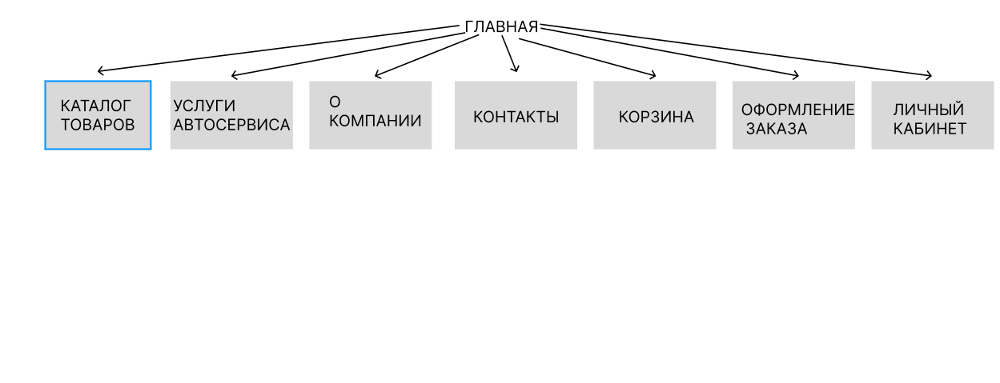 ГЛАВНАЯ
КАТАЛОГ
ТОВАРОВ
УСЛУГИ
АВТОСЕРВИСА
О
КОМПАНИИ
КОНТАКТЫ
КОРЗИНА
ОФОРМЛЕНИЕ
ЗАКАЗА
ЛИЧНЫЙ
КАБИНЕТ